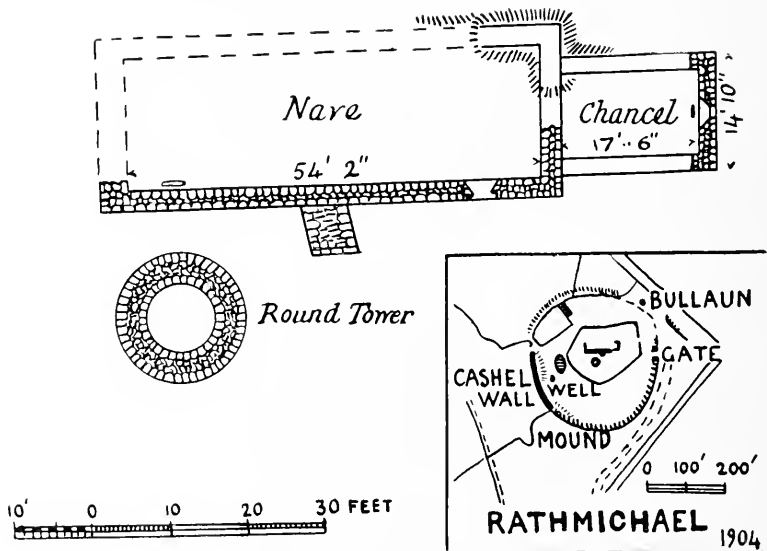 Nave
54' 2"
Chancel
17'..6"
14' 10"
Round Tower
10' 0 10 20 30 FEET
BULLAUN
GATE
CASHEL
WALL
WELL
MOUND
0 100' 200'
RATHMICHAEL
1904